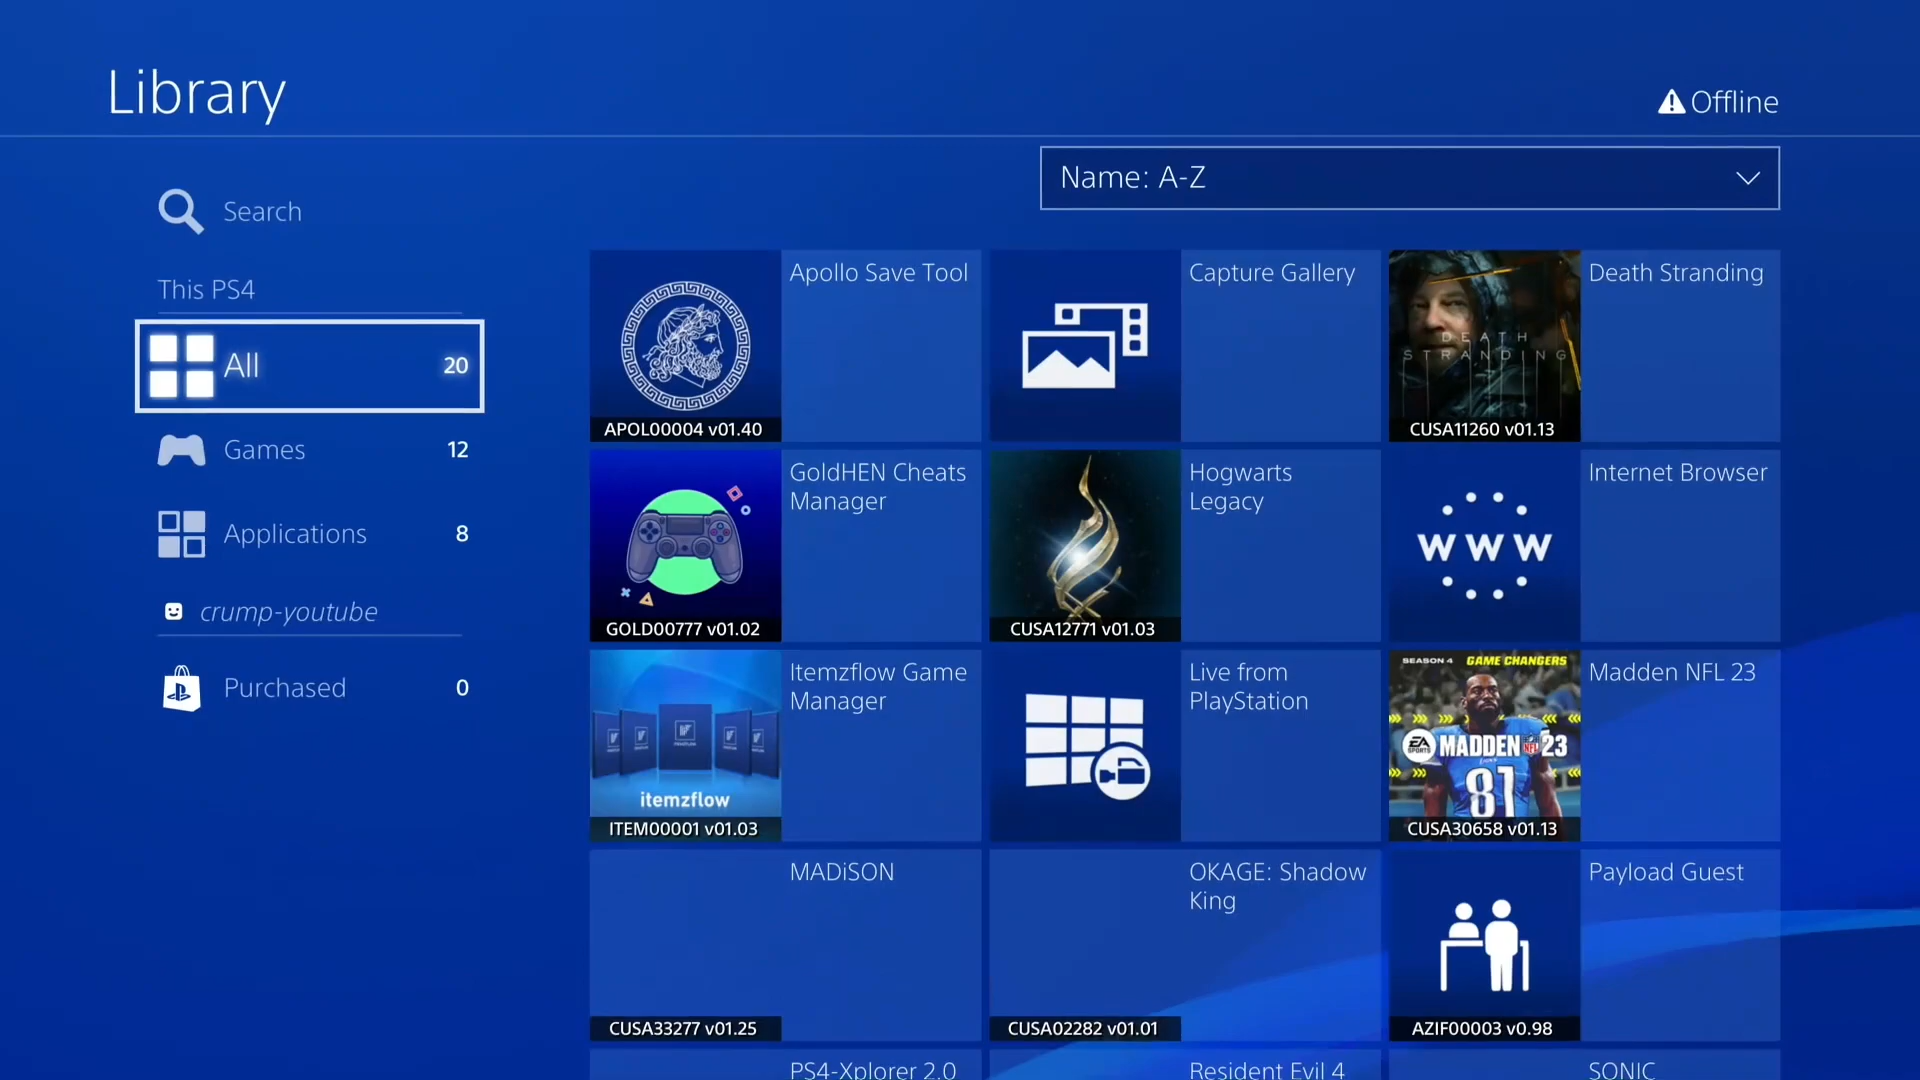 Library
Offline
Name: A-Z
Search
This PS4
All 20
Games 12
Applications 8
crump-youtube
Purchased 0
Apollo Save Tool
APOL00004 v01.40
Capture Gallery
Death Stranding
DEATH
STRANDING
CUSA11260 v01.13
GoldHEN Cheats
Manager
GOLD00777 v01.02
Hogwarts
Legacy
CUSA12771 v01.03
Internet Browser
WWW
Itemzflow Game
Manager
itemzflow
ITEM00001 v01.03
Live from
PlayStation
Madden NFL 23
SEASON 4 GAME CHANGERS
EA SPORTS MADDEN NFL 23
81
CUSA30658 v01.13
MADiSON
CUSA33277 v01.25
OKAGE: Shadow
King
CUSA02282 v01.01
Payload Guest
AZIF00003 v0.98
PS4-Xplorer 2.0
Resident Evil 4
SONIC